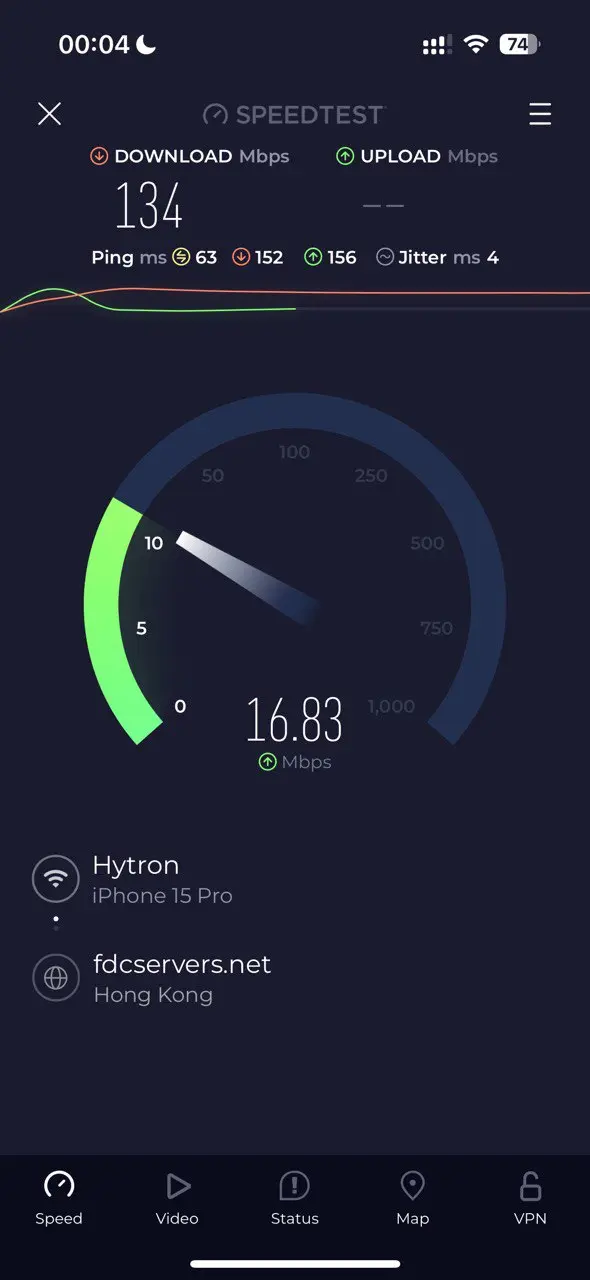 00:04 74
SPEEDTEST
DOWNLOAD Mbps UPLOAD Mbps
134 — —
Ping ms 63 152 156 Jitter ms 4
100
50 250
10 500
5 750
0 16.83 1,000
Mbps
Hytron
iPhone 15 Pro
fdcservers.net
Hong Kong
Speed Video Status Map VPN